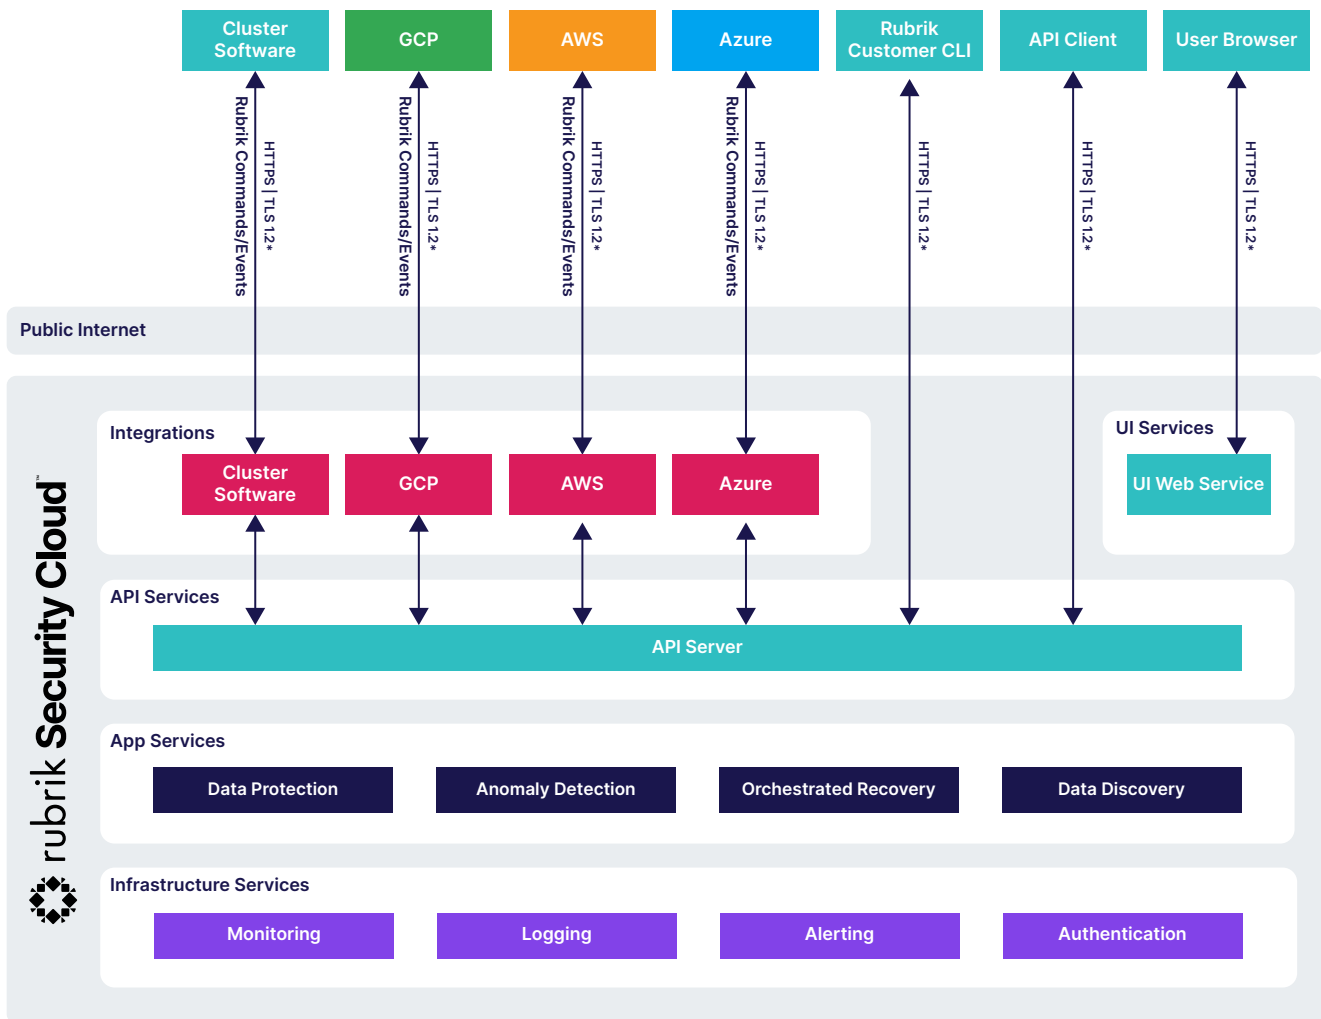 Cluster
Software
GCP
AWS
Azure
Rubrik
Customer CLI
API Client
User Browser
Rubrik Commands/Events
HTTPS | TLS 1.2*
Rubrik Commands/Events
HTTPS | TLS 1.2*
Rubrik Commands/Events
HTTPS | TLS 1.2*
Rubrik Commands/Events
HTTPS | TLS 1.2*
HTTPS | TLS 1.2*
HTTPS | TLS 1.2*
HTTPS | TLS 1.2*
Public Internet
rubrik Security Cloud™
Integrations
Cluster
Software
GCP
AWS
Azure
UI Services
UI Web Service
API Services
API Server
App Services
Data Protection
Anomaly Detection
Orchestrated Recovery
Data Discovery
Infrastructure Services
Monitoring
Logging
Alerting
Authentication